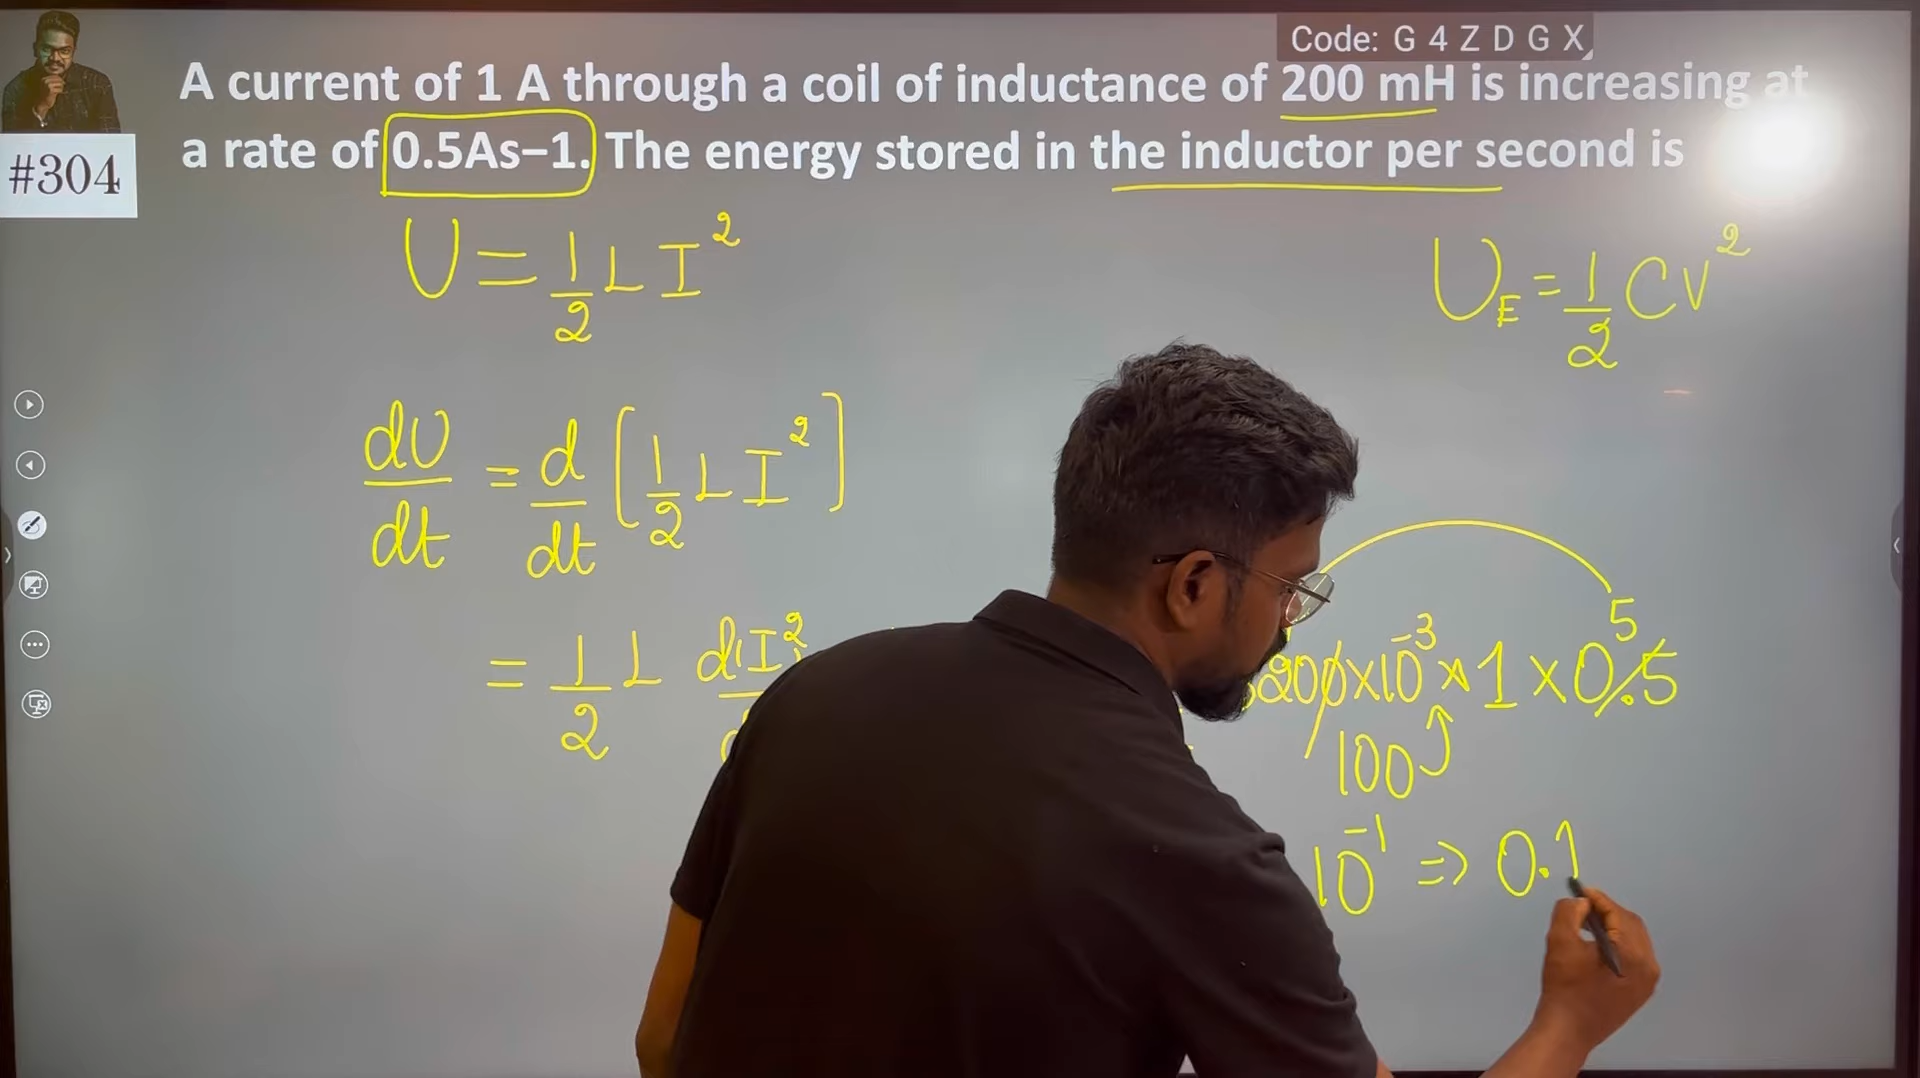 Code: G 4 Z D G X
A current of 1 A through a coil of inductance of 200 mH is increasing at
a rate of 0.5As−1. The energy stored in the inductor per second is
#304
U = 1/2 L I²
U_E = 1/2 C V²
dU/dt = d/dt [1/2 L I²]
= 1/2 L dI²
200 × 10⁻³ × 1 × 0.5
5
100
10⁻¹ ⇒ 0.1